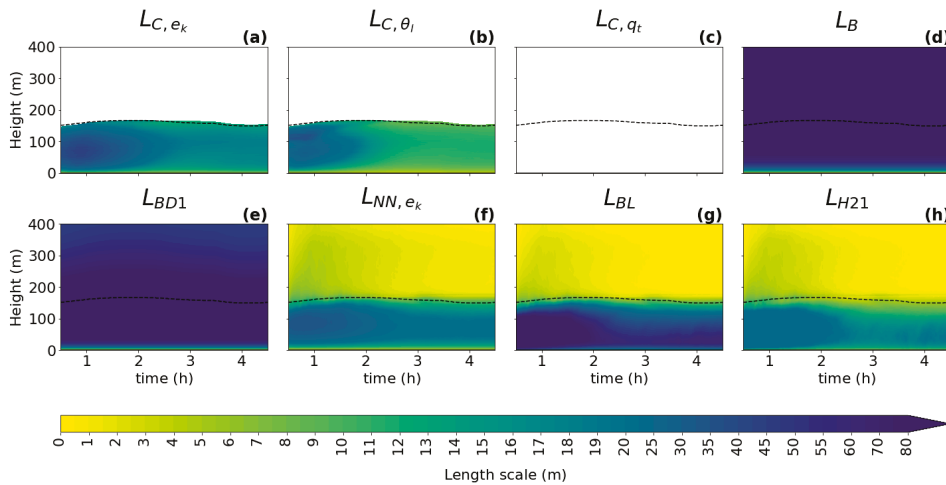 L_{C, e_k} L_{C, θ_l} L_{C, q_t} L_B
(a) (b) (c) (d)
400
300
200
100
0
Height (m)
L_{BD1} L_{NN, e_k} L_{BL} L_{H21}
(e) (f) (g) (h)
400
300
200
100
0
Height (m)
1 2 3 4 1 2 3 4 1 2 3 4 1 2 3 4
time (h) time (h) time (h) time (h)
0 1 2 3 4 5 6 7 8 9 10 11 12 13 14 15 16 17 18 19 20 25 30 35 40 45 50 60 70 80
Length scale (m)